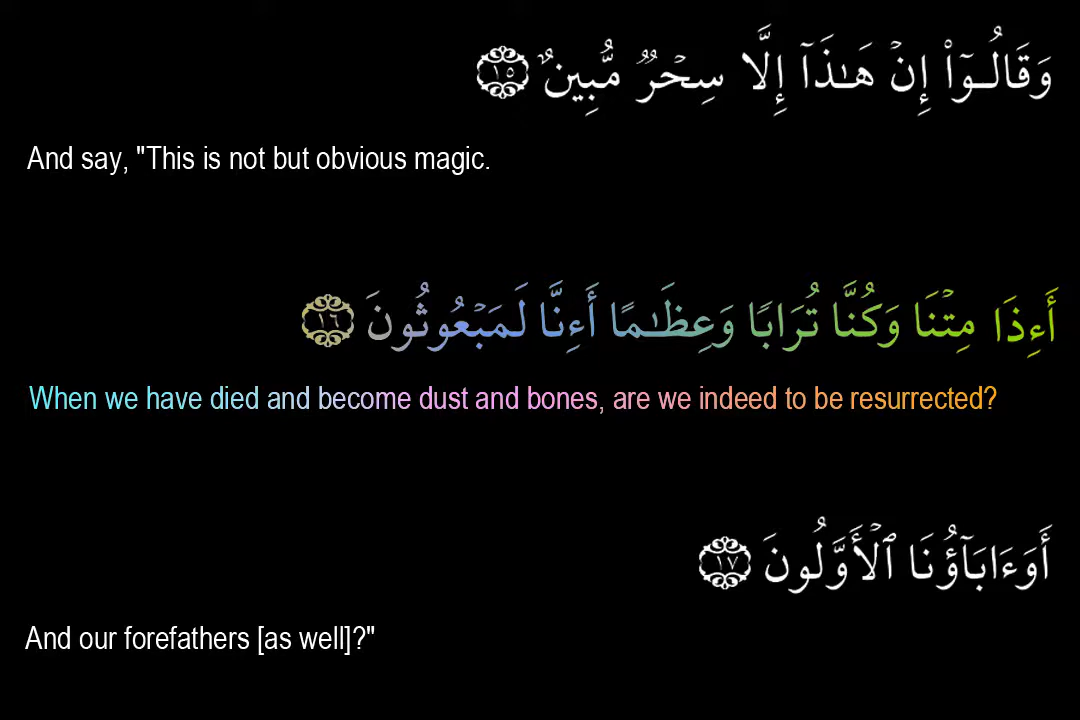 وَقَالُوٓا۟ إِنْ هَـٰذَآ إِلَّا سِحْرٌ مُّبِينٌ ١٥
And say, "This is not but obvious magic.
أَءِذَا مِتْنَا وَكُنَّا تُرَابًا وَعِظَـٰمًا أَءِنَّا لَمَبْعُوثُونَ ١٦
When we have died and become dust and bones, are we indeed to be resurrected?
أَوَءَابَآؤُنَا ٱلْأَوَّلُونَ ١٧
And our forefathers [as well]?"